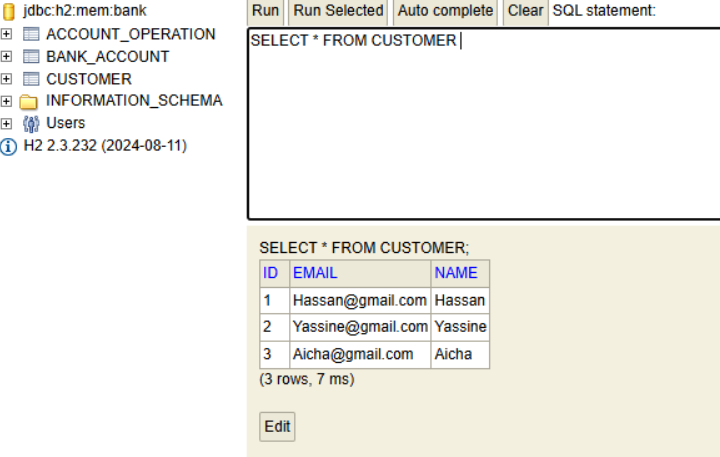 jdbc:h2:mem:bank
ACCOUNT_OPERATION
BANK_ACCOUNT
CUSTOMER
INFORMATION_SCHEMA
Users
H2 2.3.232 (2024-08-11)
Run Run Selected Auto complete Clear SQL statement:
SELECT * FROM CUSTOMER
SELECT * FROM CUSTOMER;
ID EMAIL NAME
1 Hassan@gmail.com Hassan
2 Yassine@gmail.com Yassine
3 Aicha@gmail.com Aicha
(3 rows, 7 ms)
Edit